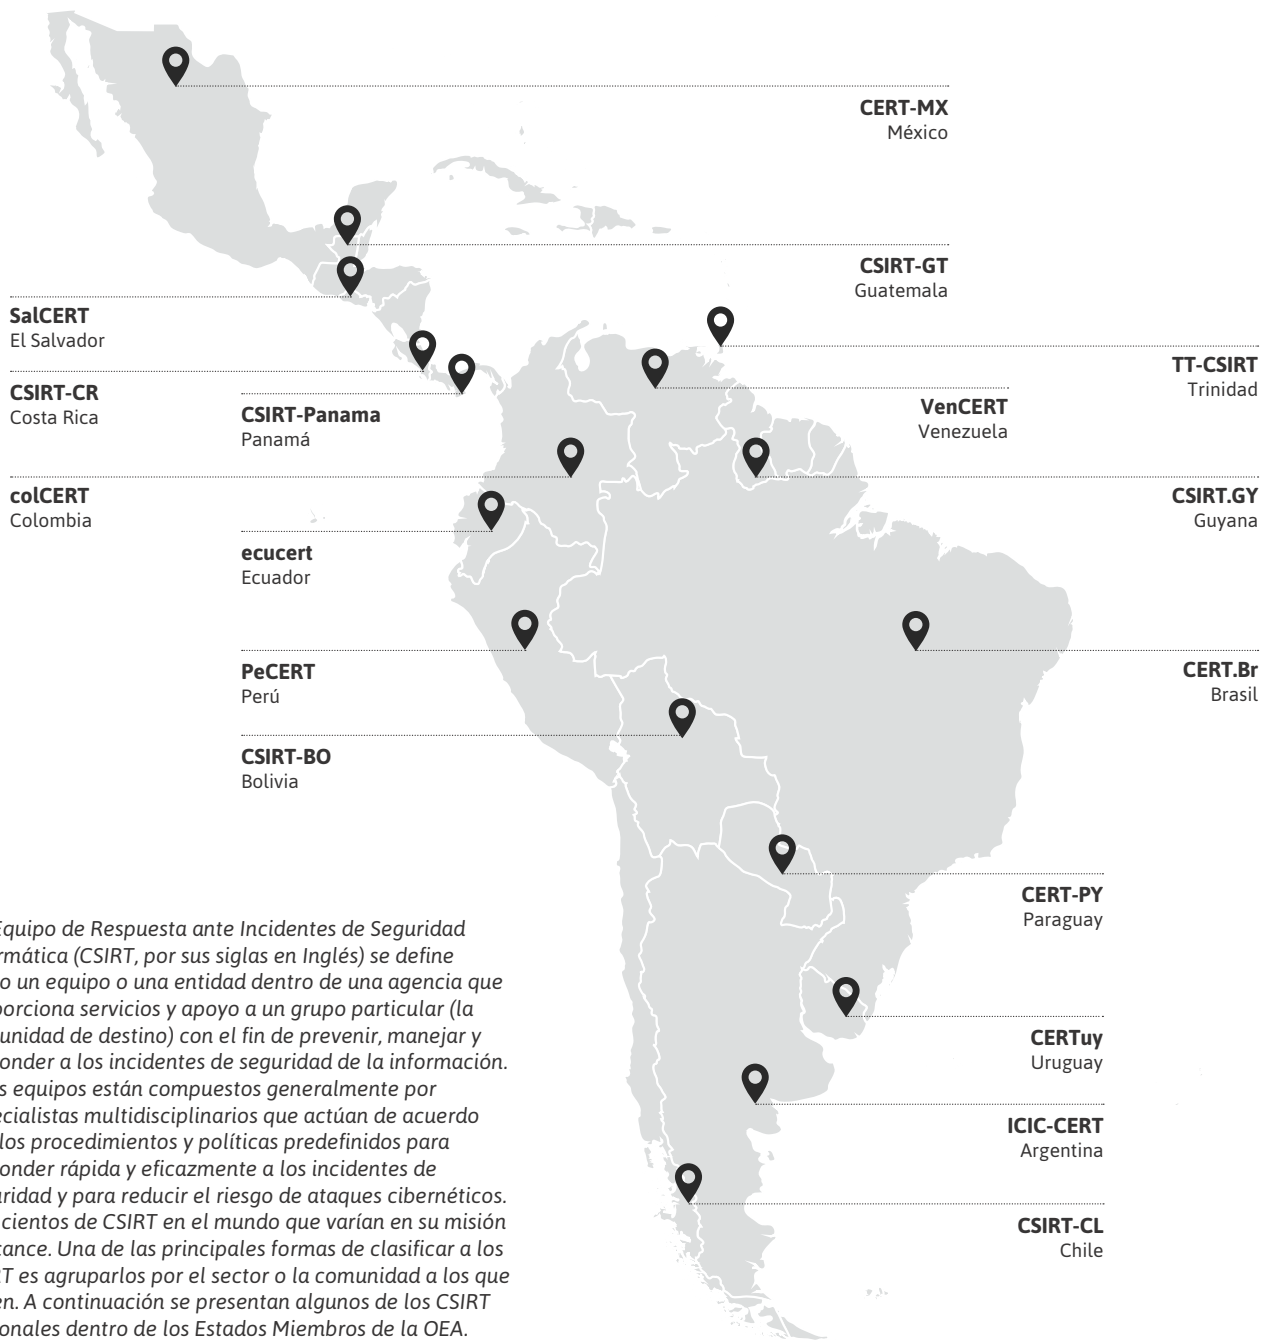 CERT-MX
México
CSIRT-GT
Guatemala
SalCERT
El Salvador
TT-CSIRT
Trinidad
CSIRT-CR
Costa Rica
CSIRT-Panama
Panamá
VenCERT
Venezuela
colCERT
Colombia
CSIRT.GY
Guyana
ecucert
Ecuador
PeCERT
Perú
CERT.Br
Brasil
CSIRT-BO
Bolivia
CERT-PY
Paraguay
CERTuy
Uruguay
ICIC-CERT
Argentina
CSIRT-CL
Chile
Equipo de Respuesta ante Incidentes de Seguridad
rmática (CSIRT, por sus siglas en Inglés) se define
o un equipo o una entidad dentro de una agencia que
porciona servicios y apoyo a un grupo particular (la
unidad de destino) con el fin de prevenir, manejar y
onder a los incidentes de seguridad de la información.
s equipos están compuestos generalmente por
ecialistas multidisciplinarios que actúan de acuerdo
los procedimientos y políticas predefinidos para
onder rápida y eficazmente a los incidentes de
ridad y para reducir el riesgo de ataques cibernéticos.
cientos de CSIRT en el mundo que varían en su misión
ance. Una de las principales formas de clasificar a los
RT es agruparlos por el sector o la comunidad a los que
en. A continuación se presentan algunos de los CSIRT
onales dentro de los Estados Miembros de la OEA.